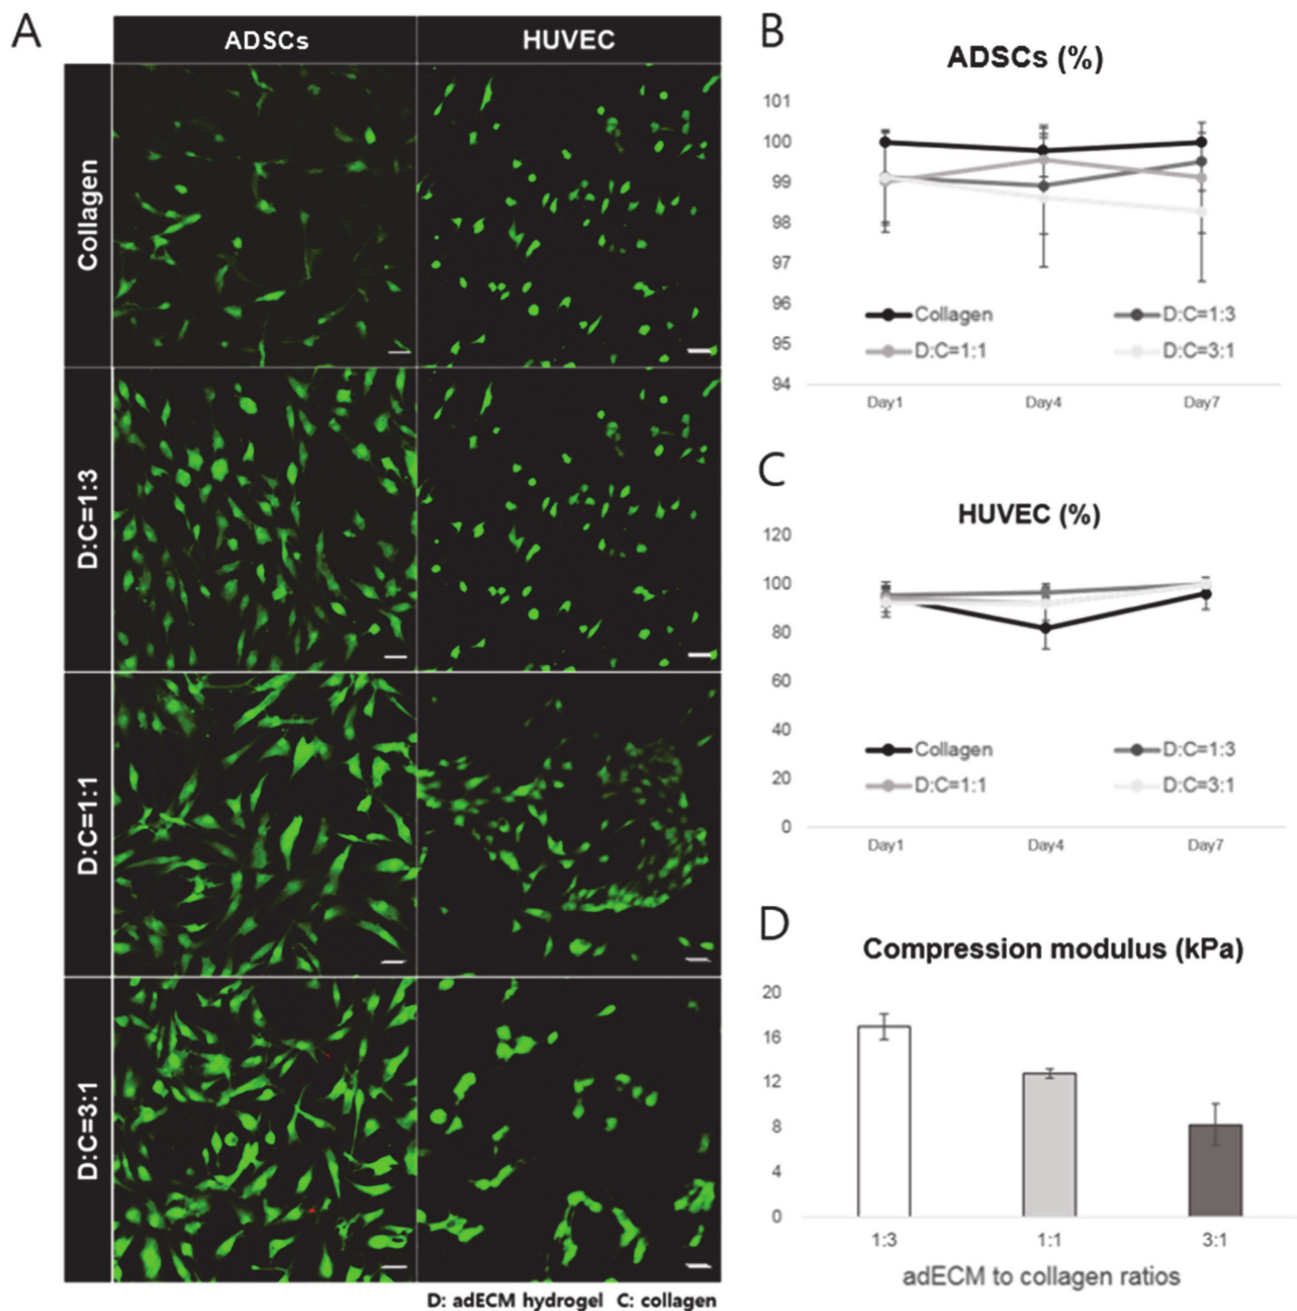 A
ADSCs
HUVEC
Collagen
D:C=1:3
D:C=1:1
D:C=3:1
D: adECM hydrogel C: collagen
B
ADSCs (%)
101
100
99
98
97
96
95
94
Collagen
D:C=1:3
D:C=1:1
D:C=3:1
Day1
Day4
Day7
C
HUVEC (%)
120
100
80
60
40
20
0
Collagen
D:C=1:3
D:C=1:1
D:C=3:1
Day1
Day4
Day7
D
Compression modulus (kPa)
20
16
12
8
4
0
1:3
1:1
3:1
adECM to collagen ratios